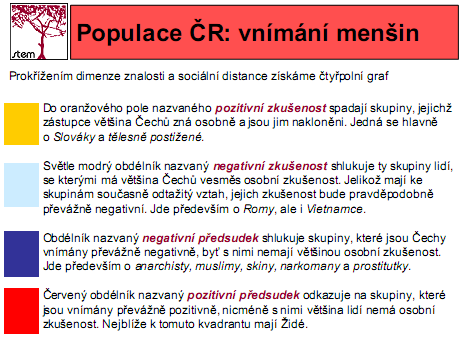 stem
Populace ČR: vnímání menšin
Prokřížením dimenze znalosti a sociální distance získáme čtyřpolní graf
Do oranžového pole nazvaného pozitivní zkušenost spadají skupiny, jejichž
zástupce většina Čechů zná osobně a jsou jim nakloněni. Jedná se hlavně
o Slováky a tělesně postižené.
Světle modrý obdélník nazvaný negativní zkušenost shlukuje ty skupiny lidí,
se kterými má většina Čechů vesměs osobní zkušenost. Jelikož mají ke
skupinám současně odtažitý vztah, jejich zkušenost bude pravděpodobně
převážně negativní. Jde především o Romy, ale i Vietnamce.
Obdélník nazvaný negativní předsudek shlukuje skupiny, které jsou Čechy
vnímány převážně negativně, byť s nimi nemají většinou osobní zkušenost.
Jde především o anarchisty, muslimy, skiny, narkomany a prostitutky.
Červený obdélník nazvaný pozitivní předsudek odkazuje na skupiny, které
jsou vnímány převážně pozitivně, nicméně s nimi většina lidí nemá osobní
zkušenost. Nejblíže k tomuto kvadrantu mají Židé.